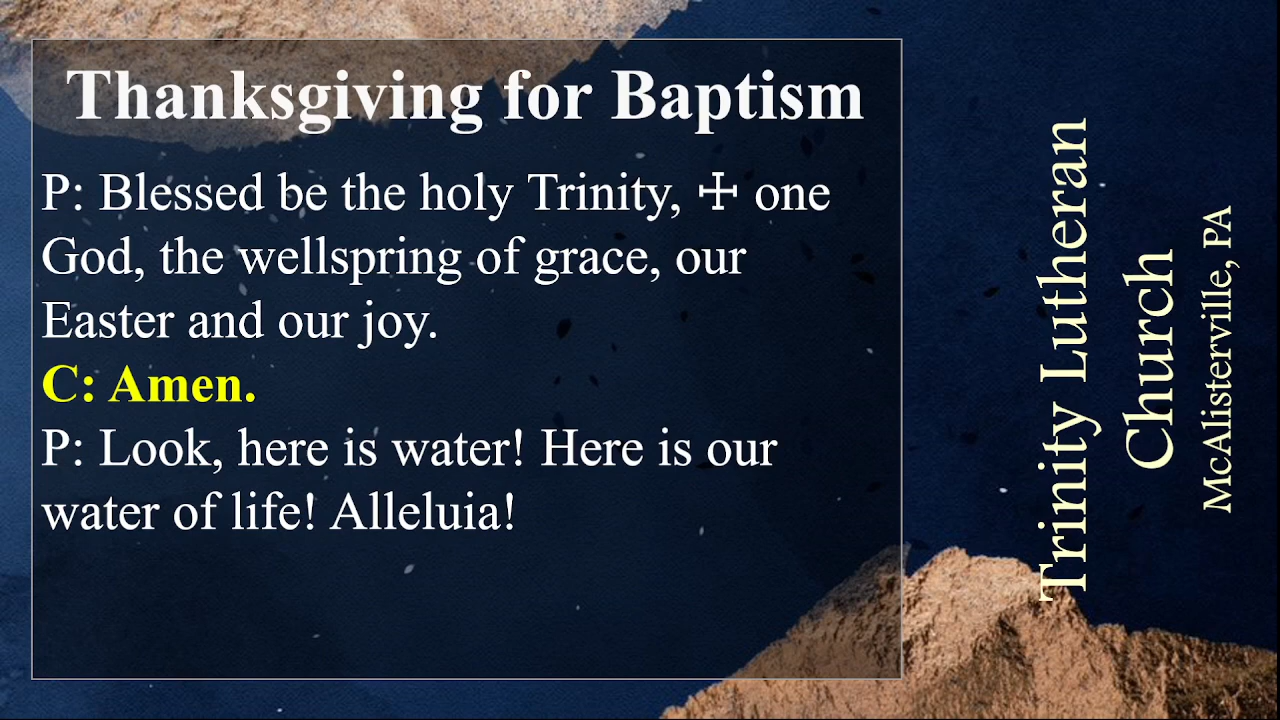 Thanksgiving for Baptism
P: Blessed be the holy Trinity, ☩ one
God, the wellspring of grace, our
Easter and our joy.
C: Amen.
P: Look, here is water! Here is our
water of life! Alleluia!
Trinity Lutheran
Church
McAlisterville, PA